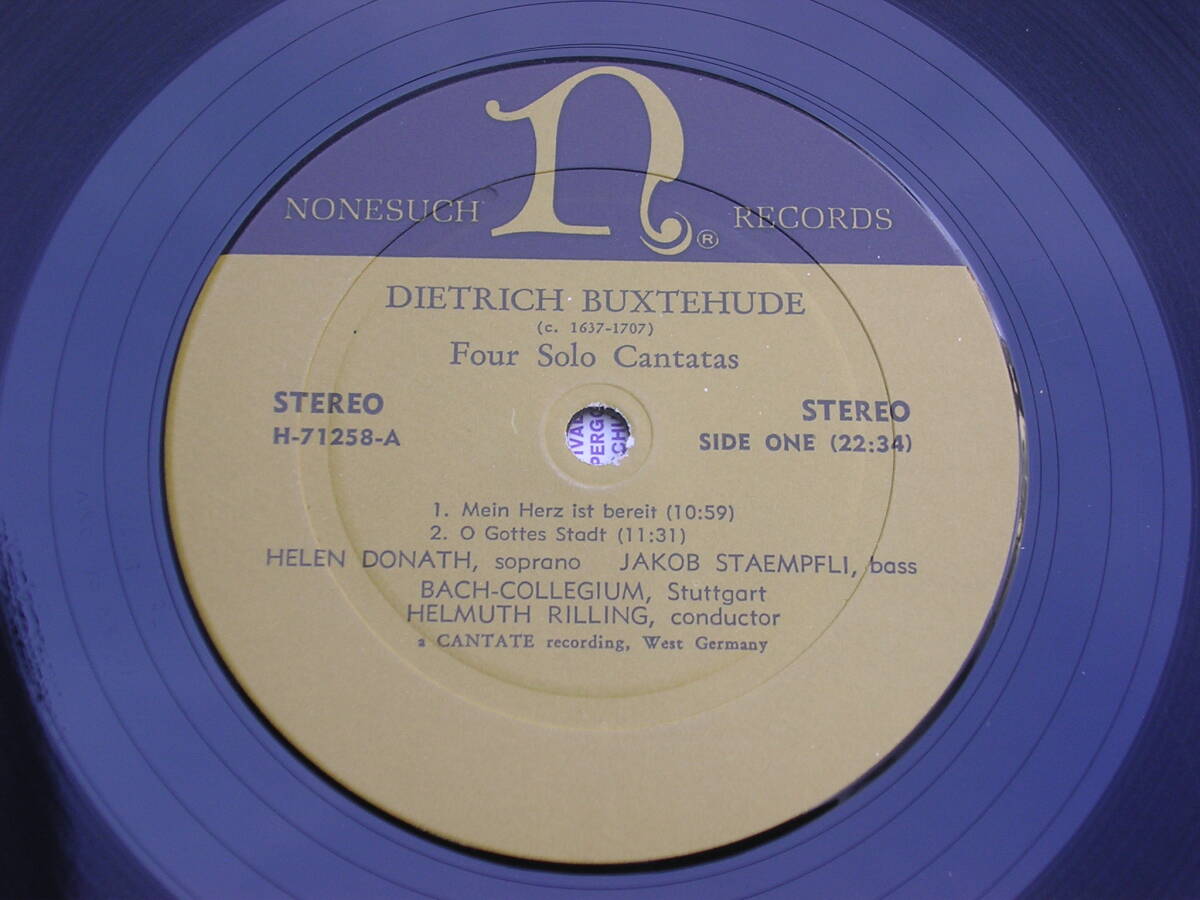 n
NONESUCH RECORDS
®
DIETRICH BUXTEHUDE
(c. 1637-1707)
Four Solo Cantatas
STEREO STEREO
H-71258-A SIDE ONE (22:34)
1. Mein Herz ist bereit (10:59)
2. O Gottes Stadt (11:31)
HELEN DONATH, soprano JAKOB STAEMPFLI, bass
BACH-COLLEGIUM, Stuttgart
HELMUTH RILLING, conductor
a CANTATE recording, West Germany